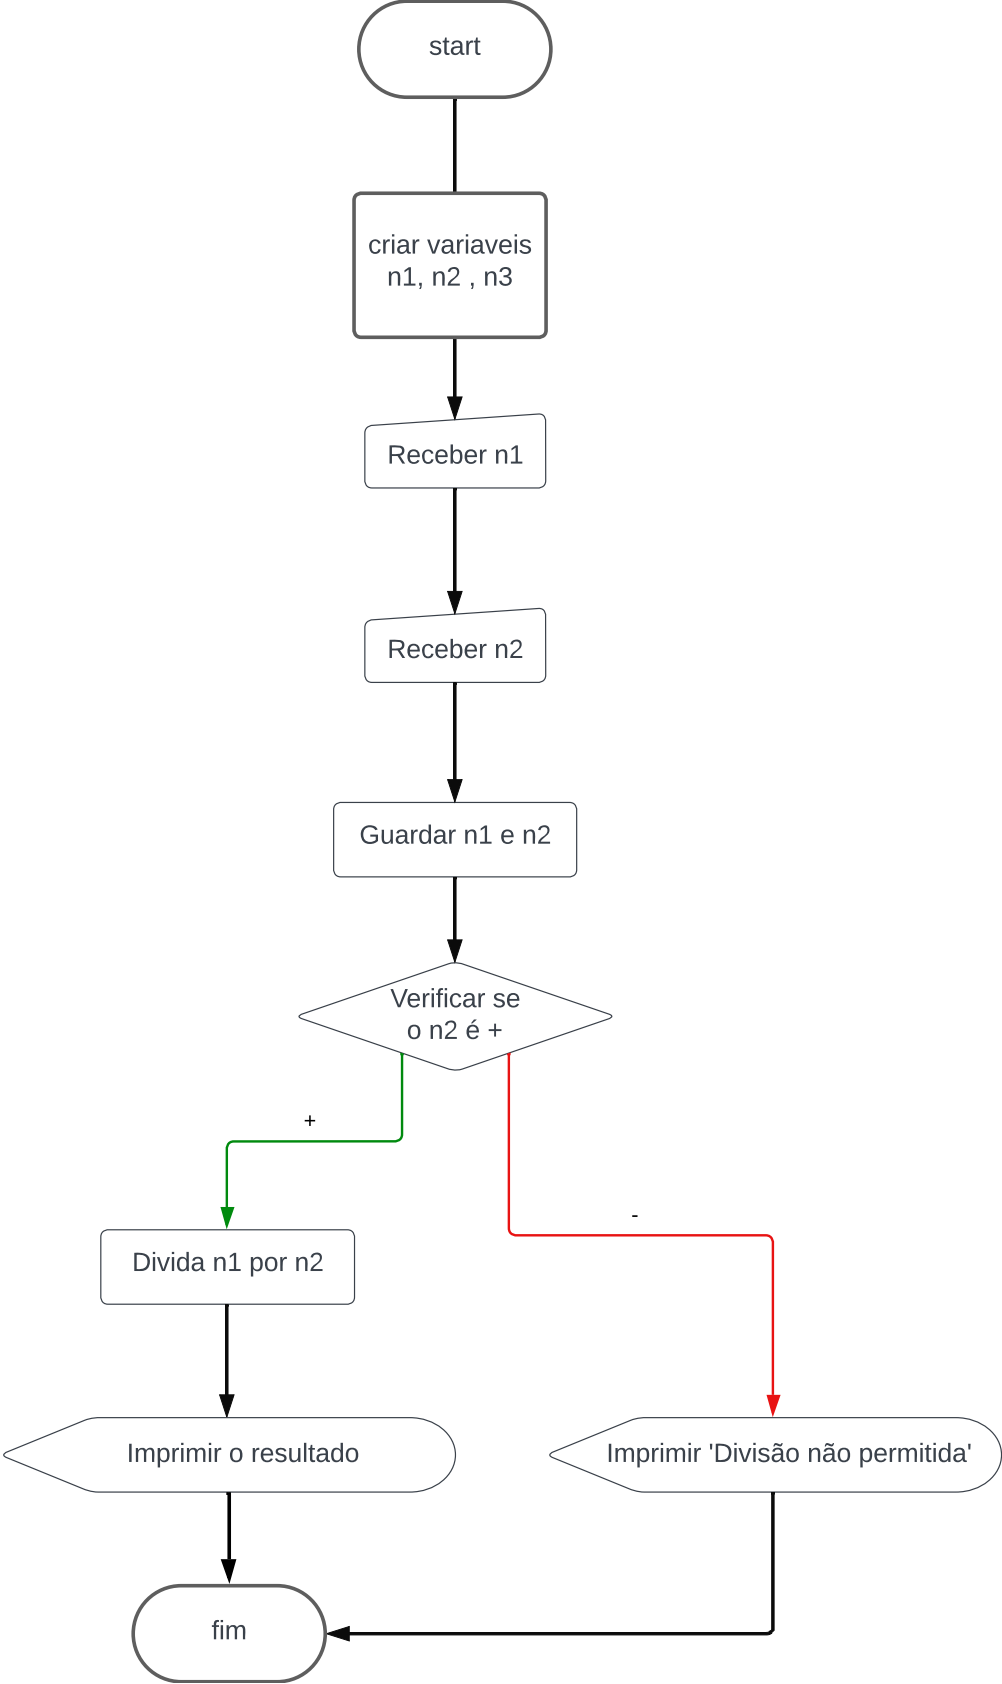 start
criar variaveis
n1, n2 , n3
Receber n1
Receber n2
Guardar n1 e n2
Verificar se
o n2 é +
+
-
Divida n1 por n2
Imprimir o resultado
Imprimir 'Divisão não permitida'
fim